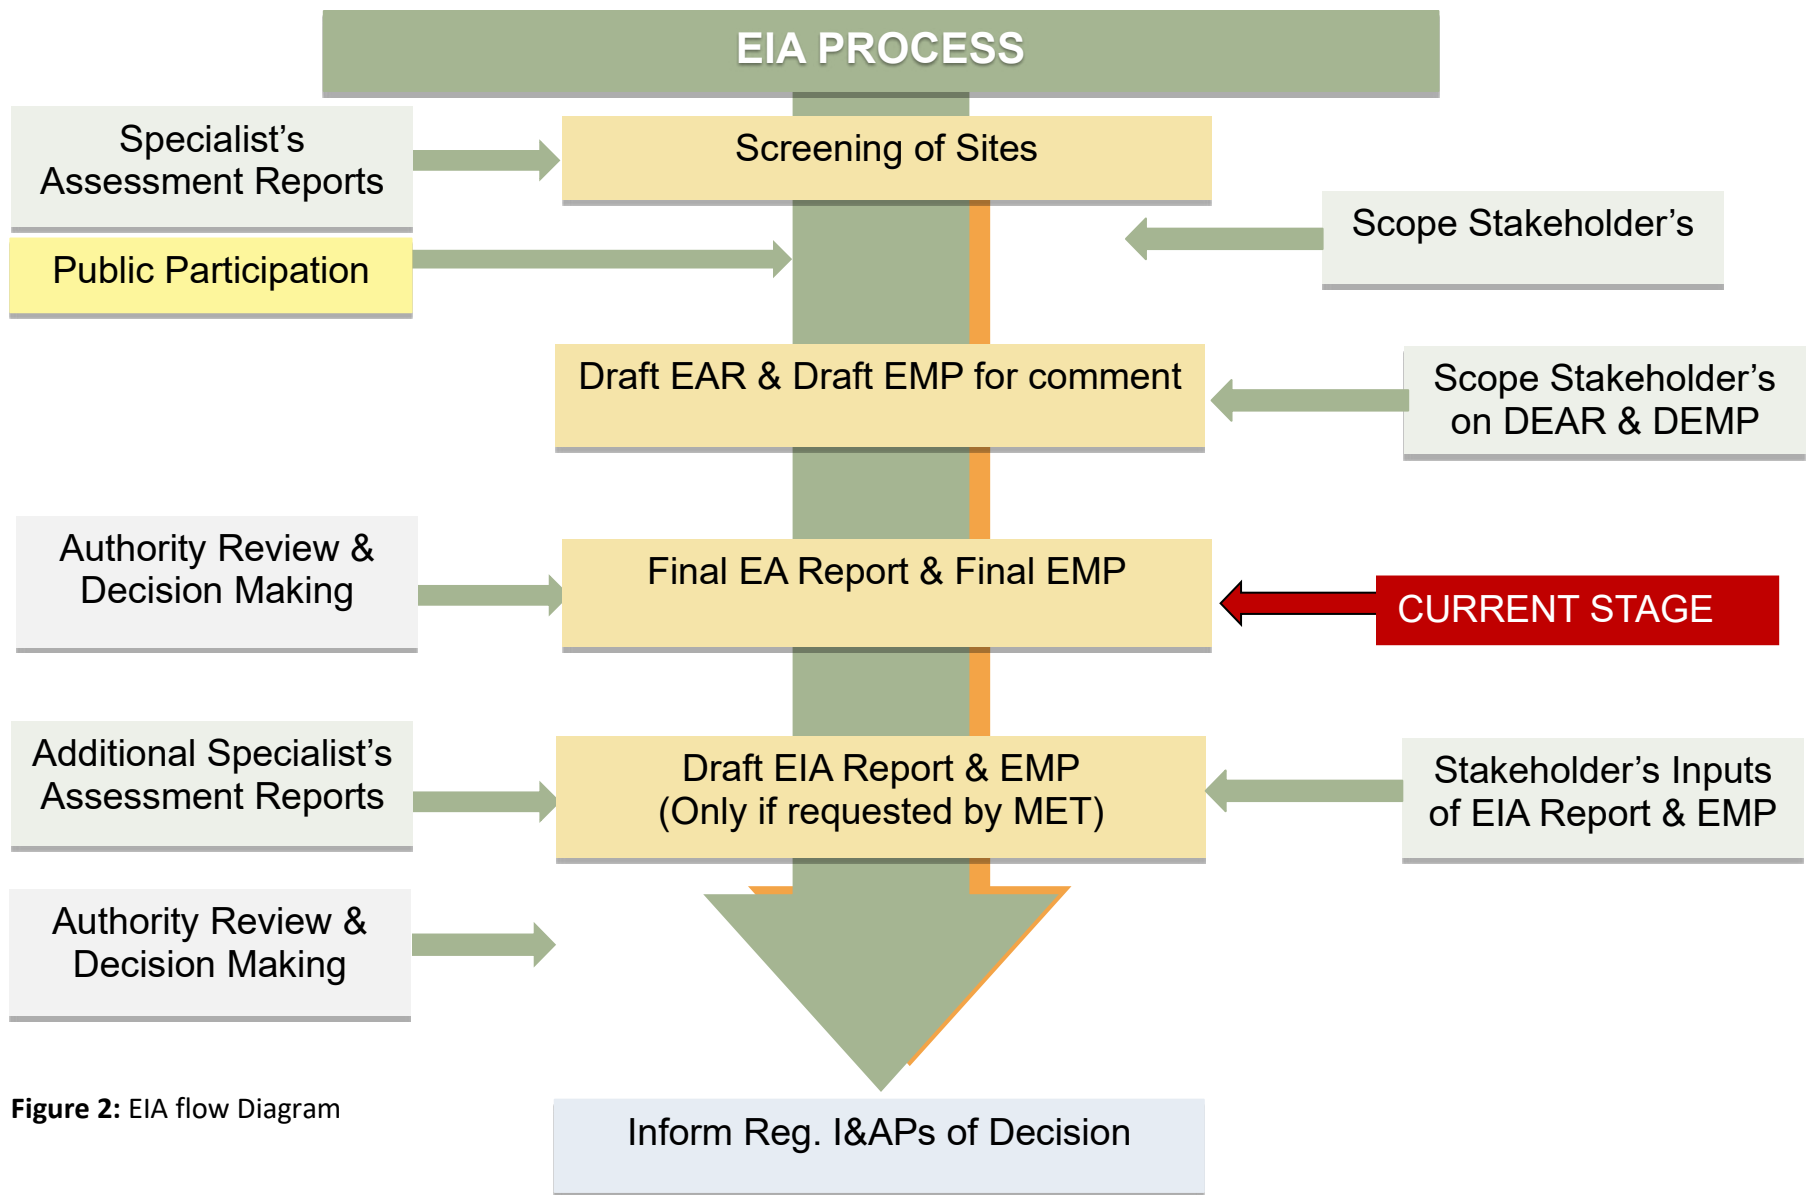 EIA PROCESS
Specialist’s
Assessment Reports
Screening of Sites
Scope Stakeholder’s
Public Participation
Draft EAR & Draft EMP for comment
Scope Stakeholder’s
on DEAR & DEMP
Authority Review &
Decision Making
Final EA Report & Final EMP
CURRENT STAGE
Additional Specialist’s
Assessment Reports
Draft EIA Report & EMP
(Only if requested by MET)
Stakeholder’s Inputs
of EIA Report & EMP
Authority Review &
Decision Making
Figure 2: EIA flow Diagram
Inform Reg. I&APs of Decision